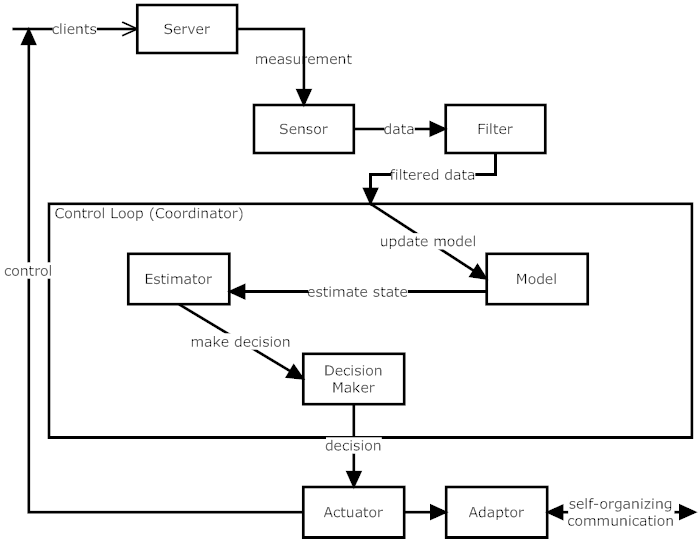 clients
Server
measurement
Sensor
data
Filter
filtered data
Control Loop (Coordinator)
update model
control
Estimator
estimate state
Model
make decision
Decision
Maker
decision
Actuator
Adaptor
self-organizing
communication